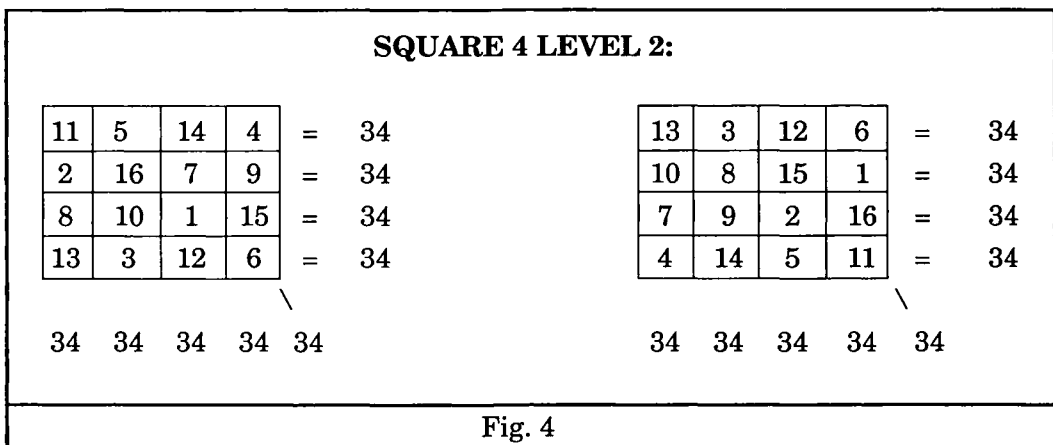 SQUARE 4 LEVEL 2:
11 5 14 4 = 34 13 3 12 6 = 34
2 16 7 9 = 34 10 8 15 1 = 34
8 10 1 15 = 34 7 9 2 16 = 34
13 3 12 6 = 34 4 14 5 11 = 34
\ \
34 34 34 34 34 34 34 34 34 34
Fig. 4